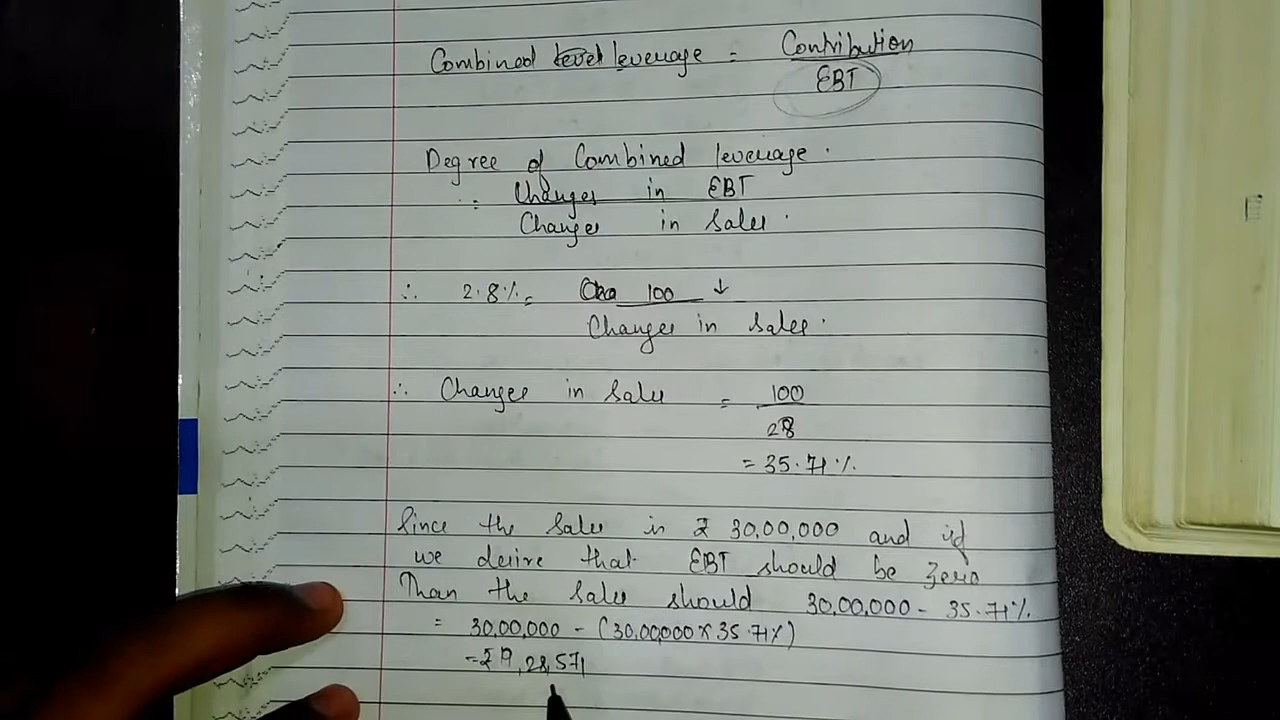 Combined level leverage = Contribution
EBT
Degree of Combined leverage.
= Changes in EBT
Changes in Sales.
∴ 2.8% = Cha 100 ↓
Changes in Sales.
∴ Changes in Sales = 100
28
= 35.71%
Since the Sales is ₹ 30,00,000 and if
we desire that EBT should be Zero
Than the Sales should 30,00,000 - 35.71%
= 30,00,000 - (30,00,000 X 35.71%)
= ₹ 19,28,571